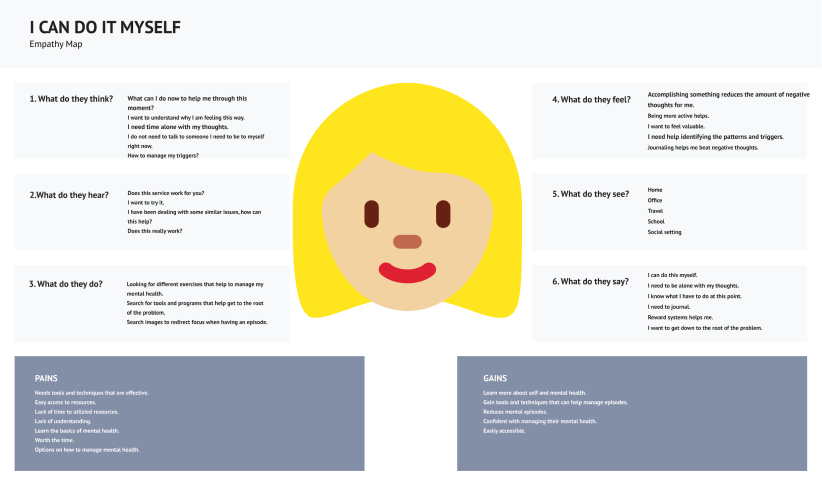 I CAN DO IT MYSELF
Empathy Map
1. What do they think?
What can I do now to help me through this
moment?
I want to understand why I am feeling this way.
I need time alone with my thoughts.
I do not need to talk to someone I need to be to myself
right now.
How to manage my triggers?
2.What do they hear?
Does this service work for you?
I want to try it.
I have been dealing with some similar issues, how can
this help?
Does this really work?
3. What do they do?
Looking for different exercises that help to manage my
mental health.
Search for tools and programs that help get to the root
of the problem.
Search images to redirect focus when having an episode.
4. What do they feel?
Accomplishing something reduces the amount of negative
thoughts for me.
Being more active helps.
I want to feel valuable.
I need help identifying the patterns and triggers.
Journaling helps me beat negative thoughts.
5. What do they see?
Home
Office
Travel
School
Social setting
6. What do they say?
I can do this myself.
I need to be alone with my thoughts.
I know what I have to do at this point.
I need to journal.
Reward systems helps me.
I want to get down to the root of the problem.
PAINS
Needs tools and techniques that are effective.
Easy access to resources.
Lack of time to utilized resources.
Lack of understanding.
Learn the basics of mental health.
Worth the time.
Options on how to manage mental health.
GAINS
Learn more about self and mental health.
Gain tools and techniques that can help manage episodes.
Reduces mental episodes.
Confident with managing their mental health.
Easily accessible.